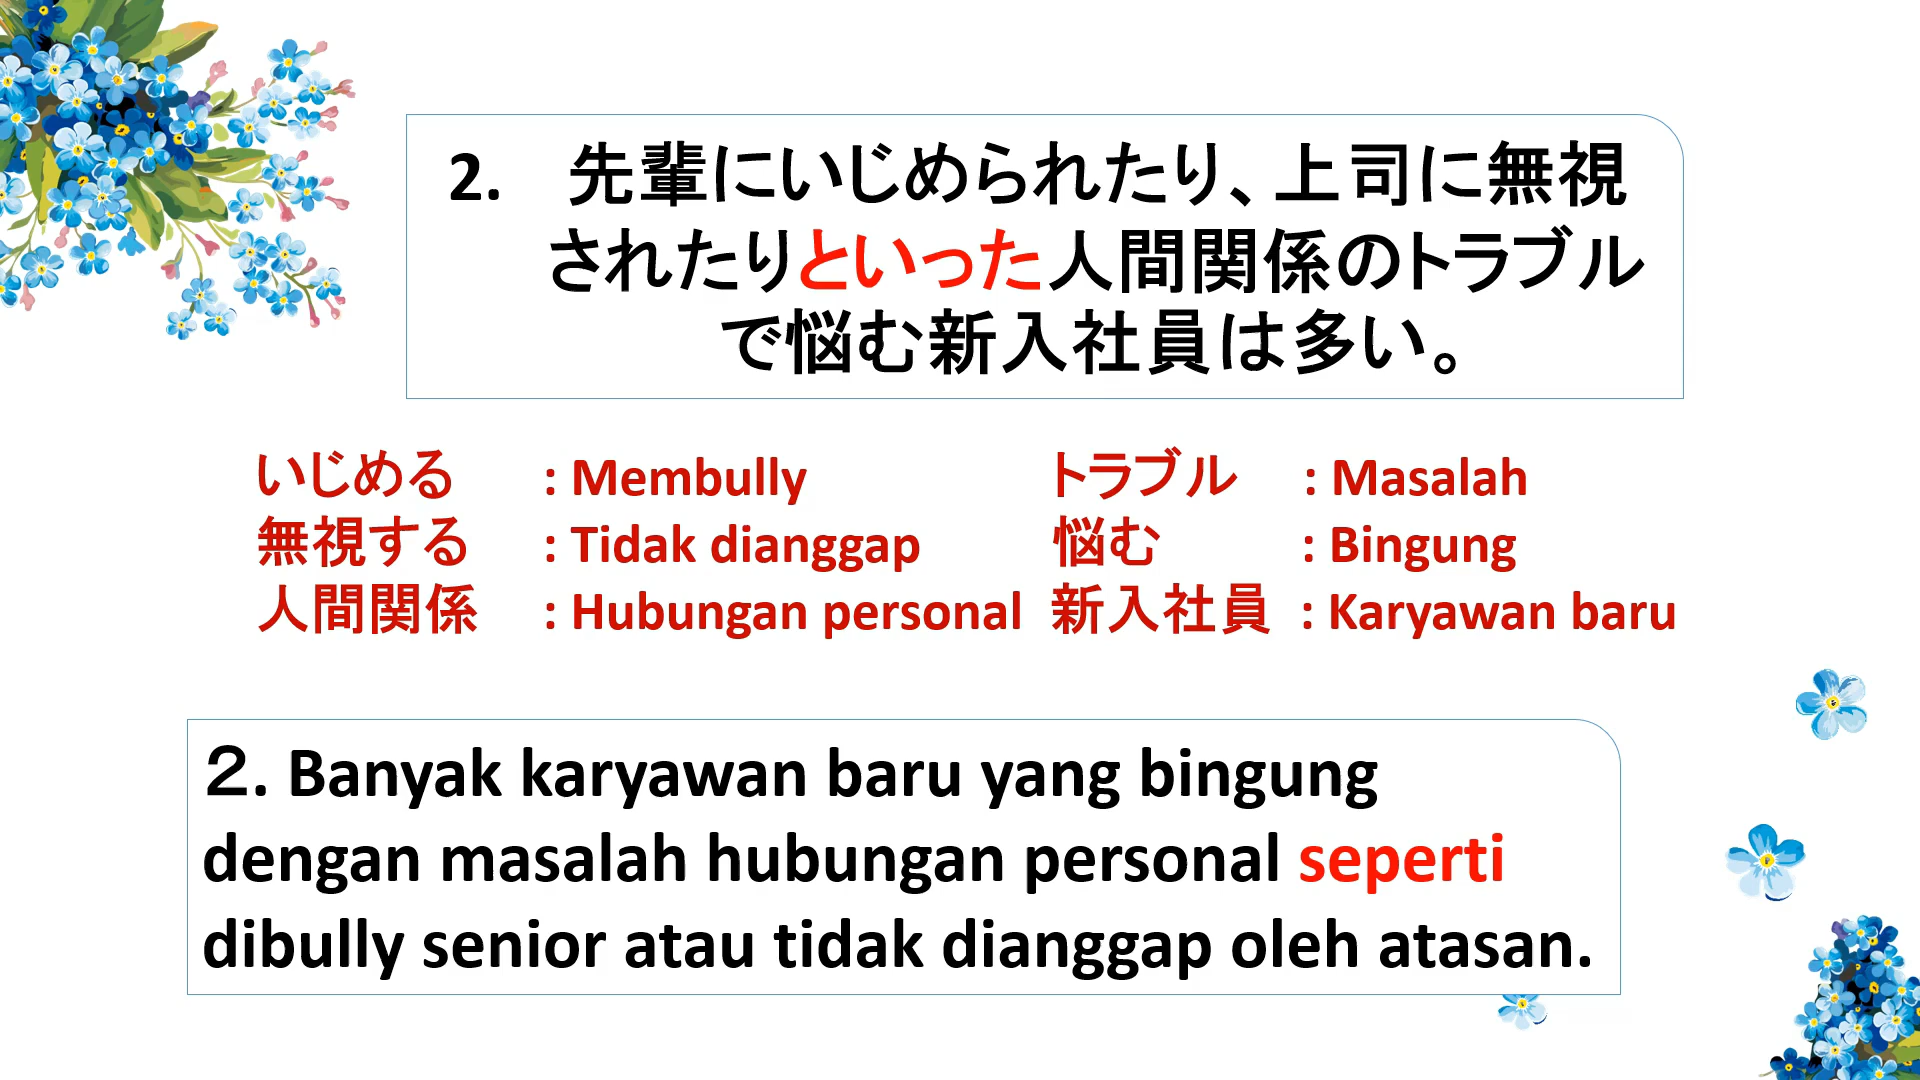 2. 先輩にいじめられたり、上司に無視
されたりといった人間関係のトラブル
で悩む新入社員は多い。
いじめる : Membully トラブル : Masalah
無視する : Tidak dianggap 悩む : Bingung
人間関係 : Hubungan personal 新入社員 : Karyawan baru
２. Banyak karyawan baru yang bingung
dengan masalah hubungan personal seperti
dibully senior atau tidak dianggap oleh atasan.